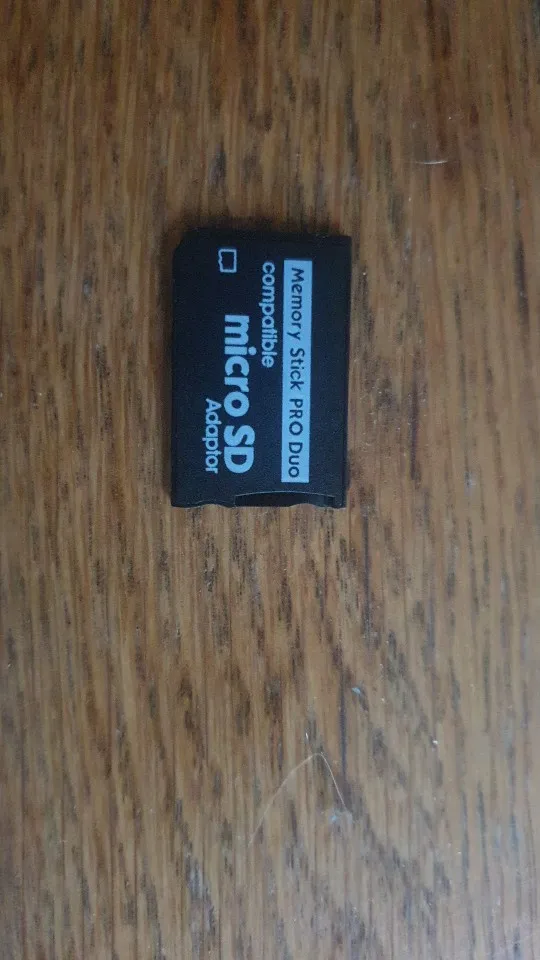 Memory Stick PRO Duo
compatible
micro SD
Adaptor